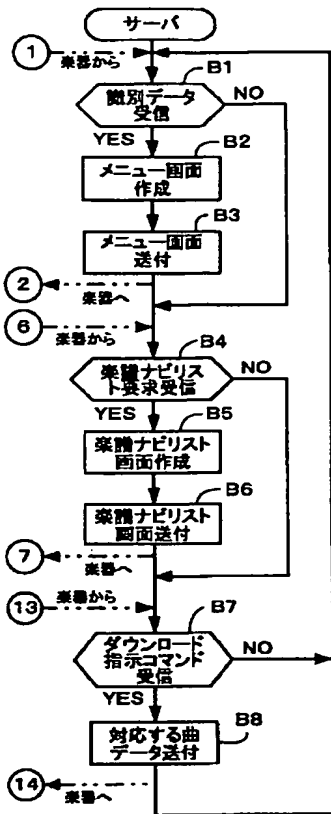 サーバ
1
楽器から
B1
識別データ
受信
NO
YES
B2
メニュー画面
作成
B3
メニュー画面
送付
2
楽器へ
6
楽器から
B4
楽譜ナビリス
ト要求受信
NO
YES
B5
楽譜ナビリスト
画面作成
B6
楽譜ナビリスト
画面送付
7
楽器へ
13
楽器から
B7
ダウンロード
指示コマンド
受信
NO
YES
B8
対応する曲
データ送付
14
楽器へ